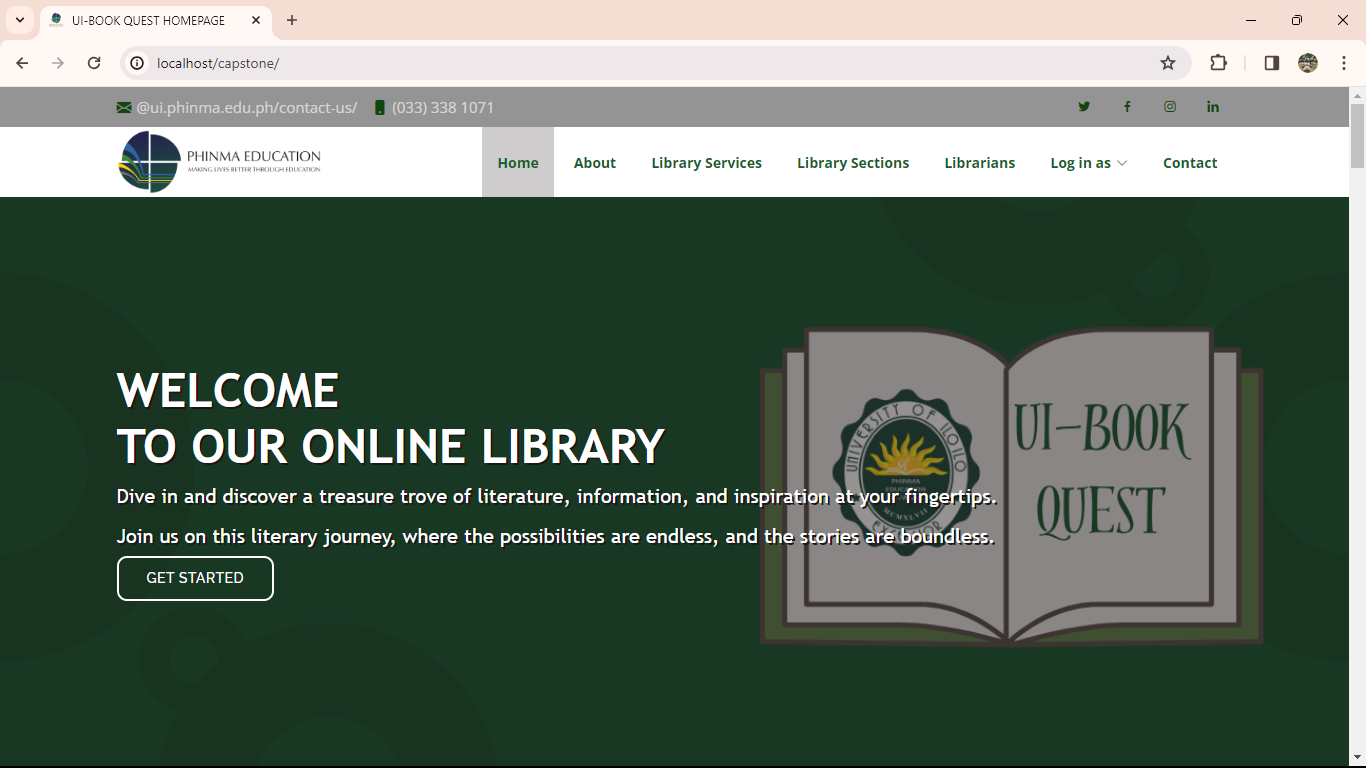 UI-BOOK QUEST HOMEPAGE
localhost/capstone/
@ui.phinma.edu.ph/contact-us/ (033) 338 1071
PHINMA EDUCATION
MAKING LIVES BETTER THROUGH EDUCATION
Home About Library Services Library Sections Librarians Log in as Contact
WELCOME
TO OUR ONLINE LIBRARY
Dive in and discover a treasure trove of literature, information, and inspiration at your fingertips.
Join us on this literary journey, where the possibilities are endless, and the stories are boundless.
GET STARTED
UNIVERSITY OF ILOILO
PHINMA
EDUCATION
MCMXLVII
EXCELSIOR
UI-BOOK
QUEST